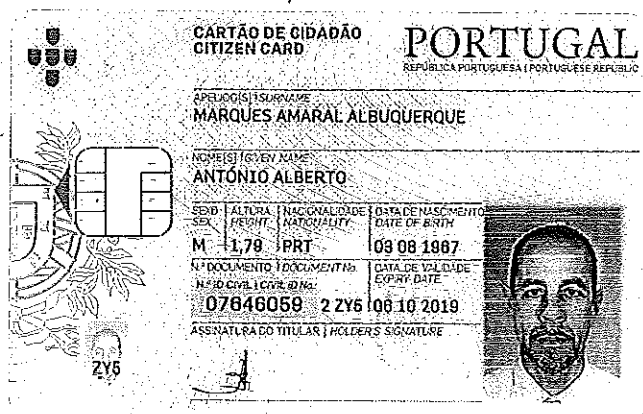 CARTÃO DE CIDADÃO
CITIZEN CARD
PORTUGAL
REPÚBLICA PORTUGUESA | PORTUGUESE REPUBLIC
APELIDO(S) | SURNAME
MARQUES AMARAL ALBUQUERQUE
NOME(S) | GIVEN NAME
ANTÓNIO ALBERTO
SEXO ALTURA NACIONALIDADE DATA DE NASCIMENTO
SEX HEIGHT NATIONALITY DATE OF BIRTH
M 1,79 PRT 03 08 1967
N.º DOCUMENTO | DOCUMENT No. DATA DE VALIDADE
N.º ID CIVIL | CIVIL ID No. EXPIRY DATE
07646059 2 ZY5 06 10 2019
ASSINATURA DO TITULAR | HOLDER'S SIGNATURE
ZY5